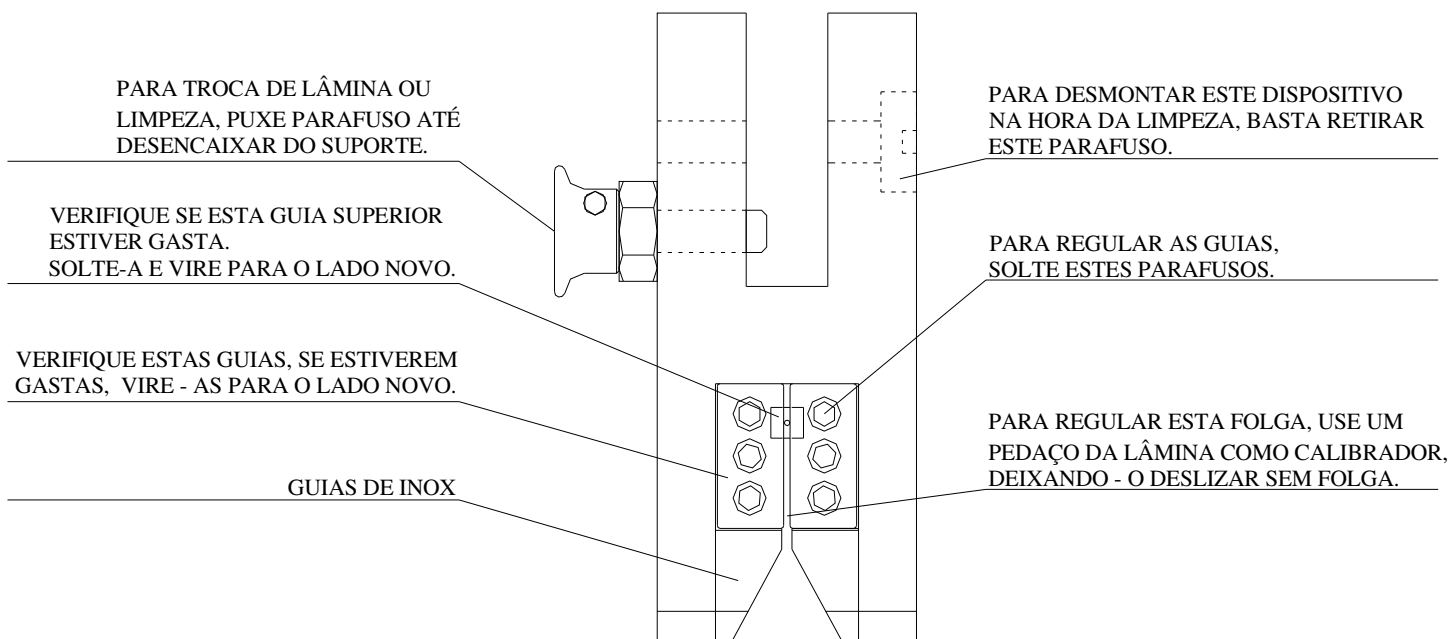 PARA TROCA DE LÂMINA OU
LIMPEZA, PUXE PARAFUSO ATÉ
DESENCAIXAR DO SUPORTE.
VERIFIQUE SE ESTA GUIA SUPERIOR
ESTIVER GASTA.
SOLTE-A E VIRE PARA O LADO NOVO.
VERIFIQUE ESTAS GUIAS, SE ESTIVEREM
GASTAS, VIRE - AS PARA O LADO NOVO.
GUIAS DE INOX
PARA DESMONTAR ESTE DISPOSITIVO
NA HORA DA LIMPEZA, BASTA RETIRAR
ESTE PARAFUSO.
PARA REGULAR AS GUIAS,
SOLTE ESTES PARAFUSOS.
PARA REGULAR ESTA FOLGA, USE UM
PEDAÇO DA LÂMINA COMO CALIBRADOR,
DEIXANDO - O DESLIZAR SEM FOLGA.